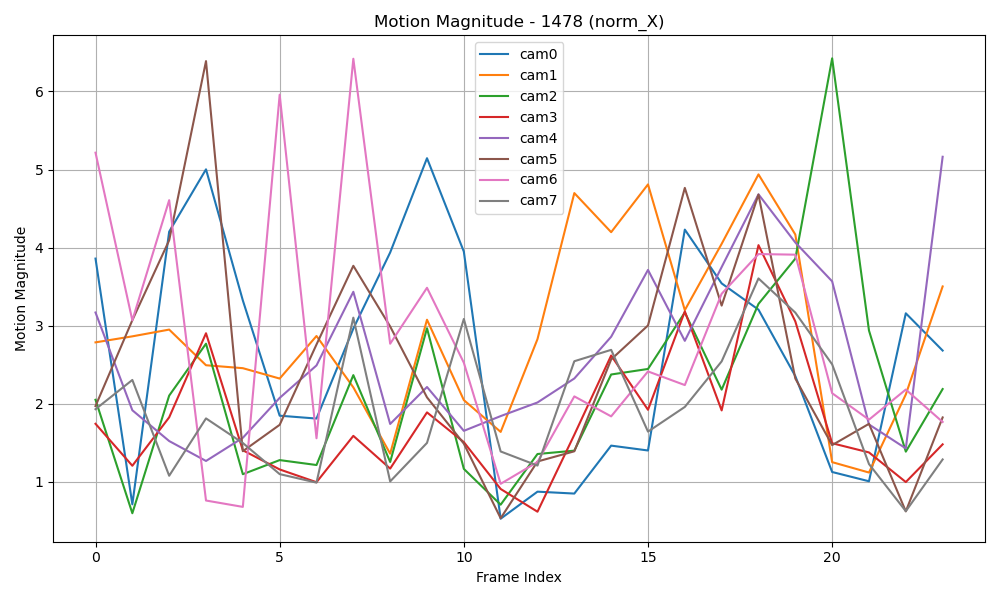 Motion Magnitude - 1478 (norm_X)
Motion Magnitude
6
5
4
3
2
1
cam0
cam1
cam2
cam3
cam4
cam5
cam6
cam7
0 5 10 15 20
Frame Index